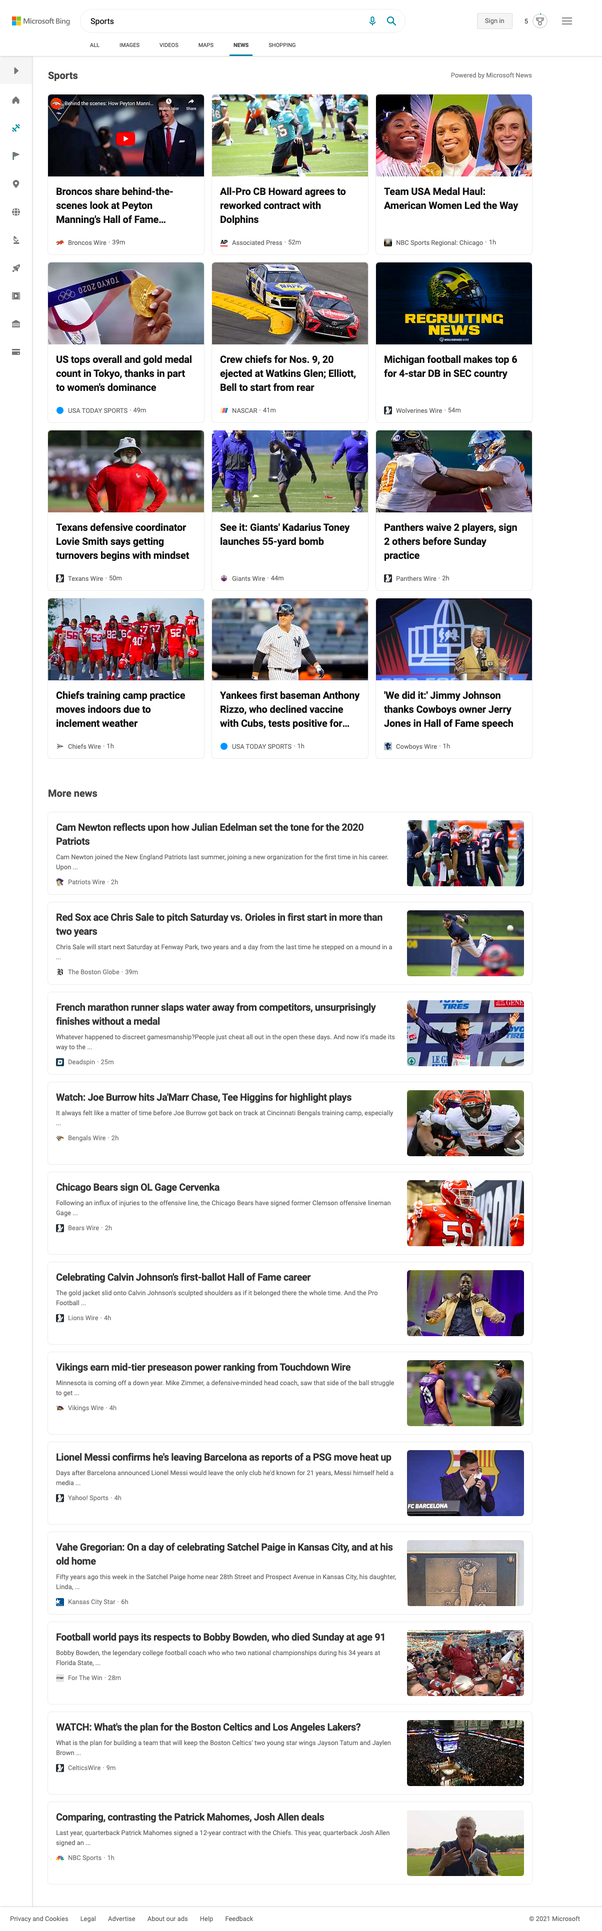 Microsoft Bing
Sports
Sign in
5
ALL IMAGES VIDEOS MAPS NEWS SHOPPING
Sports
Powered by Microsoft News
Behind the scenes: How Peyton Manni...
Share
Broncos share behind-the-
scenes look at Peyton
Manning's Hall of Fame...
Broncos Wire · 39m
All-Pro CB Howard agrees to
reworked contract with
Dolphins
AP Associated Press · 52m
Team USA Medal Haul:
American Women Led the Way
NBC Sports Regional: Chicago · 1h
TOKYO 2020
US tops overall and gold medal
count in Tokyo, thanks in part
to women's dominance
USA TODAY SPORTS · 49m
NAPA
Crew chiefs for Nos. 9, 20
ejected at Watkins Glen; Elliott,
Bell to start from rear
NASCAR · 41m
RECRUITING
NEWS
Michigan football makes top 6
for 4-star DB in SEC country
Wolverines Wire · 54m
Texans defensive coordinator
Lovie Smith says getting
turnovers begins with mindset
Texans Wire · 50m
See it: Giants' Kadarius Toney
launches 55-yard bomb
Giants Wire · 44m
Panthers waive 2 players, sign
2 others before Sunday
practice
Panthers Wire · 2h
Chiefs training camp practice
moves indoors due to
inclement weather
Chiefs Wire · 1h
Yankees first baseman Anthony
Rizzo, who declined vaccine
with Cubs, tests positive for...
USA TODAY SPORTS · 1h
'We did it:' Jimmy Johnson
thanks Cowboys owner Jerry
Jones in Hall of Fame speech
Cowboys Wire · 1h
More news
Cam Newton reflects upon how Julian Edelman set the tone for the 2020
Patriots
Cam Newton joined the New England Patriots last summer, joining a new organization for the first time in his career.
Upon ...
Patriots Wire · 2h
11
Red Sox ace Chris Sale to pitch Saturday vs. Orioles in first start in more than
two years
Chris Sale will start next Saturday at Fenway Park, two years and a day from the last time he stepped on a mound in a
...
The Boston Globe · 39m
French marathon runner slaps water away from competitors, unsurprisingly
finishes without a medal
Whatever happened to discreet gamesmanship?People just cheat all out in the open these days. And now it's made its
way to the ...
Deadspin · 25m
Watch: Joe Burrow hits Ja'Marr Chase, Tee Higgins for highlight plays
It always felt like a matter of time before Joe Burrow got back on track at Cincinnati Bengals training camp, especially
...
Bengals Wire · 2h
Chicago Bears sign OL Gage Cervenka
Following an influx of injuries to the offensive line, the Chicago Bears have signed former Clemson offensive lineman
Gage ...
Bears Wire · 2h
59
Celebrating Calvin Johnson's first-ballot Hall of Fame career
The gold jacket slid onto Calvin Johnson's sculpted shoulders as if it belonged there the whole time. And the Pro
Football ...
Lions Wire · 4h
Vikings earn mid-tier preseason power ranking from Touchdown Wire
Minnesota is coming off a down year. Mike Zimmer, a defensive-minded head coach, saw that side of the ball struggle
to get ...
Vikings Wire · 4h
Lionel Messi confirms he's leaving Barcelona as reports of a PSG move heat up
Days after Barcelona announced Lionel Messi would leave the only club he'd known for 21 years, Messi himself held a
media ...
Yahoo! Sports · 4h
FC BARCELONA
Vahe Gregorian: On a day of celebrating Satchel Paige in Kansas City, and at his
old home
Fifty years ago this week in the Satchel Paige home near 28th Street and Prospect Avenue in Kansas City, his daughter,
Linda, ...
Kansas City Star · 6h
Football world pays its respects to Bobby Bowden, who died Sunday at age 91
Bobby Bowden, the legendary college football coach who who two national championships during his 34 years at
Florida State, ...
For The Win · 28m
WATCH: What's the plan for the Boston Celtics and Los Angeles Lakers?
What is the plan for building a team that will keep the Boston Celtics' two young star wings Jayson Tatum and Jaylen
Brown ...
CelticsWire · 9m
Comparing, contrasting the Patrick Mahomes, Josh Allen deals
Last year, quarterback Patrick Mahomes signed a 12-year contract with the Chiefs. This year, quarterback Josh Allen
signed an ...
NBC Sports · 1h
Privacy and Cookies Legal Advertise About our ads Help Feedback © 2021 Microsoft